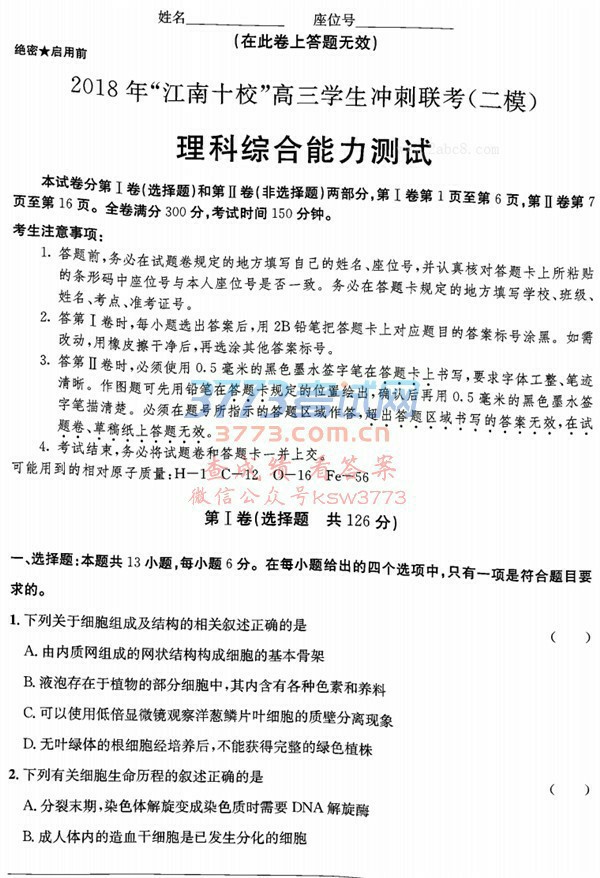 姓名 座位号
(在此卷上答题无效)
绝密★启用前
2018年“江南十校”高三学生冲刺联考(二模)
理科综合能力测试
abc8.com
本试卷分第Ⅰ卷(选择题)和第Ⅱ卷(非选择题)两部分,第Ⅰ卷第1页至第6页,第Ⅱ卷第7
页至第16页。全卷满分300分,考试时间150分钟。
考生注意事项:
1. 答题前,务必在试题卷规定的地方填写自己的姓名、座位号,并认真核对答题卡上所粘贴
的条形码中座位号与本人座位号是否一致。务必在答题卡规定的地方填写学校、班级、
姓名、考点、准考证号。
2. 答第Ⅰ卷时,每小题选出答案后,用2B铅笔把答题卡上对应题目的答案标号涂黑。如需
改动,用橡皮擦干净后,再选涂其他答案标号。
3. 答第Ⅱ卷时,必须使用0.5毫米的黑色墨水签字笔在答题卡上书写,要求字体工整、笔迹
清晰。作图题可先用铅笔在答题卡规定的位置绘出,确认后再用0.5毫米的黑色墨水签
字笔描清楚。必须在题号所指示的答题区域作答,超出答题区域书写的答案无效,在试
题卷、草稿纸上答题无效。
3773考试网
3773.com.cn
4. 考试结束,务必将试题卷和答题卡一并上交。
查成绩 看答案
可能用到的相对原子质量:H—1 C—12 O—16 Fe—56
微信公众号ksw3773
第Ⅰ卷(选择题 共126分)
一、选择题:本题共13小题,每小题6分。在每小题给出的四个选项中,只有一项是符合题目要
求的。
1. 下列关于细胞组成及结构的相关叙述正确的是 ( )
A. 由内质网组成的网状结构构成细胞的基本骨架
B. 液泡存在于植物的部分细胞中,其内含有各种色素和养料
C. 可以使用低倍显微镜观察洋葱鳞片叶细胞的质壁分离现象
D. 无叶绿体的根细胞经培养后,不能获得完整的绿色植株
2. 下列有关细胞生命历程的叙述正确的是 ( )
A. 分裂末期,染色体解旋变成染色质时需要DNA解旋酶
B. 成人体内的造血干细胞是已发生分化的细胞